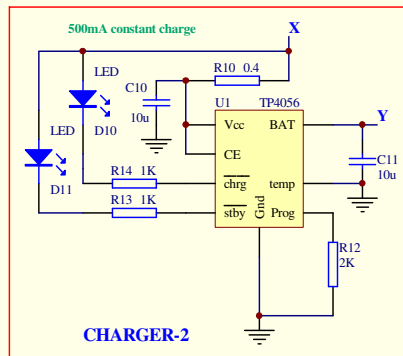 500mA constant charge
X
LED
C10
10u
R10 0.4
U1 TP4056
LED
D10
Vcc
BAT
Y
CE
C11
10u
D11
R14 1K
chrg
temp
R13 1K
stby
Gnd
Prog
R12
2K
CHARGER-2